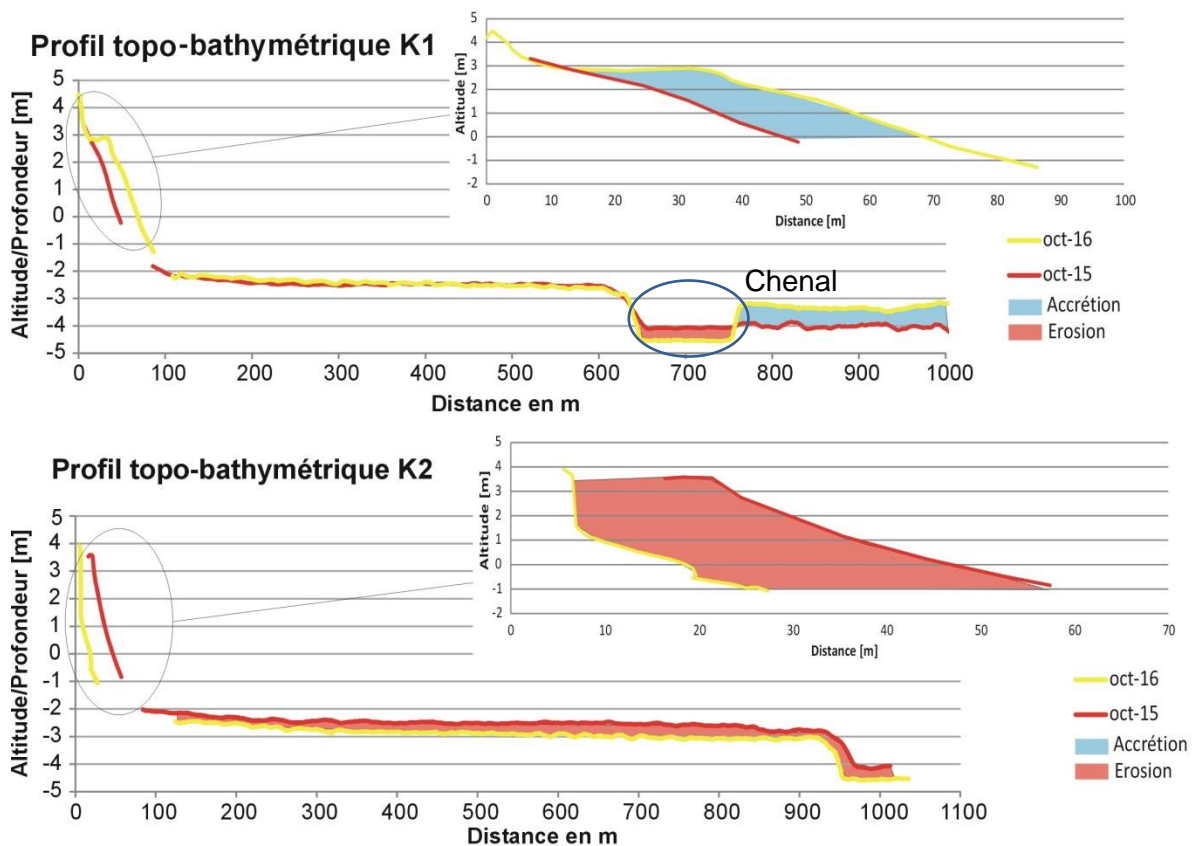 Profil topo-bathymétrique K1
Altitude/Profondeur [m]
5
4
3
2
1
0
-1
-2
-3
-4
-5
0 100 200 300 400 500 600 700 800 900 1000
Distance en m
Altitude [m]
5
4
3
2
1
0
-1
-2
0 10 20 30 40 50 60 70 80 90 100
Distance [m]
Chenal
oct-16
oct-15
Accrétion
Erosion
Profil topo-bathymétrique K2
Altitude/Profondeur [m]
5
4
3
2
1
0
-1
-2
-3
-4
-5
0 100 200 300 400 500 600 700 800 900 1000 1100
Distance en m
Altitude [m]
5
4
3
2
1
0
-1
-2
0 10 20 30 40 50 60 70
Distance [m]
oct-16
oct-15
Accrétion
Erosion